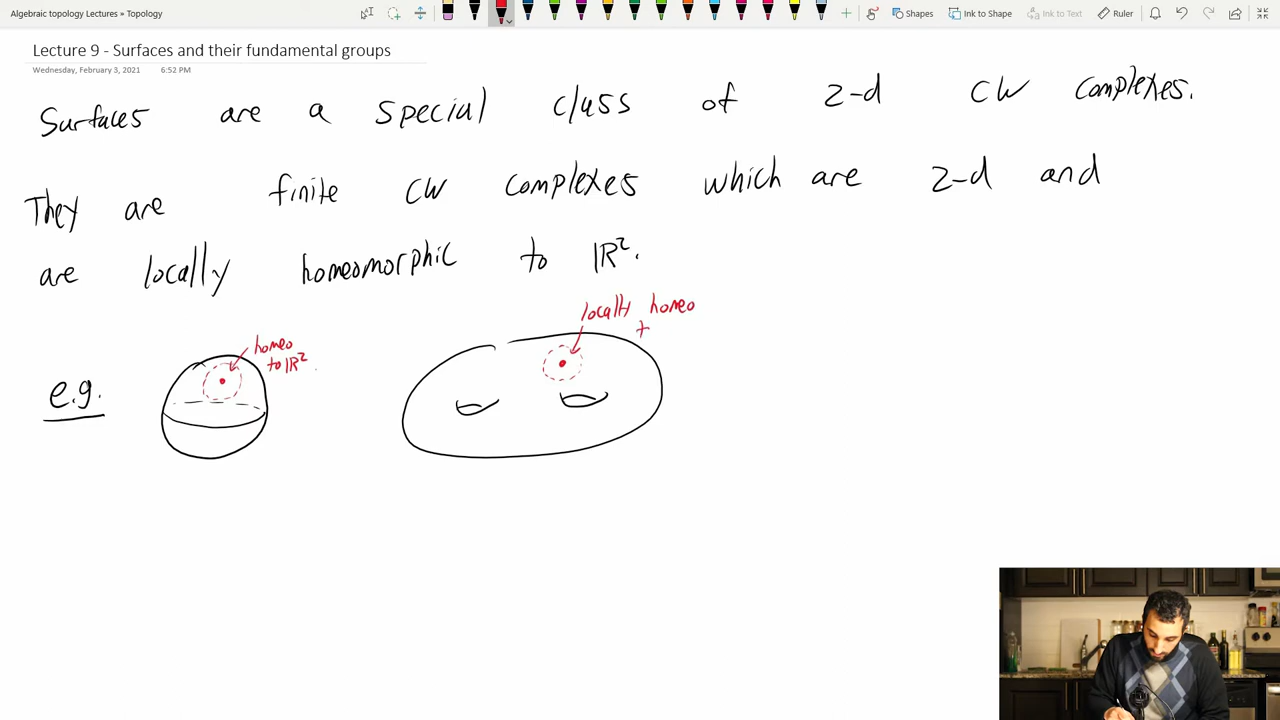 Algebraic topology Lectures » Topology
Shapes
Ink to Shape
Ink to Text
Ruler
Lecture 9 - Surfaces and their fundamental groups
Wednesday, February 3, 2021 6:52 PM
Surfaces are a special class of 2-d CW complexes.
They are finite CW complexes which are 2-d and
are locally homeomorphic to ℝ².
e.g.
homeo
to ℝ².
locally homeo
t